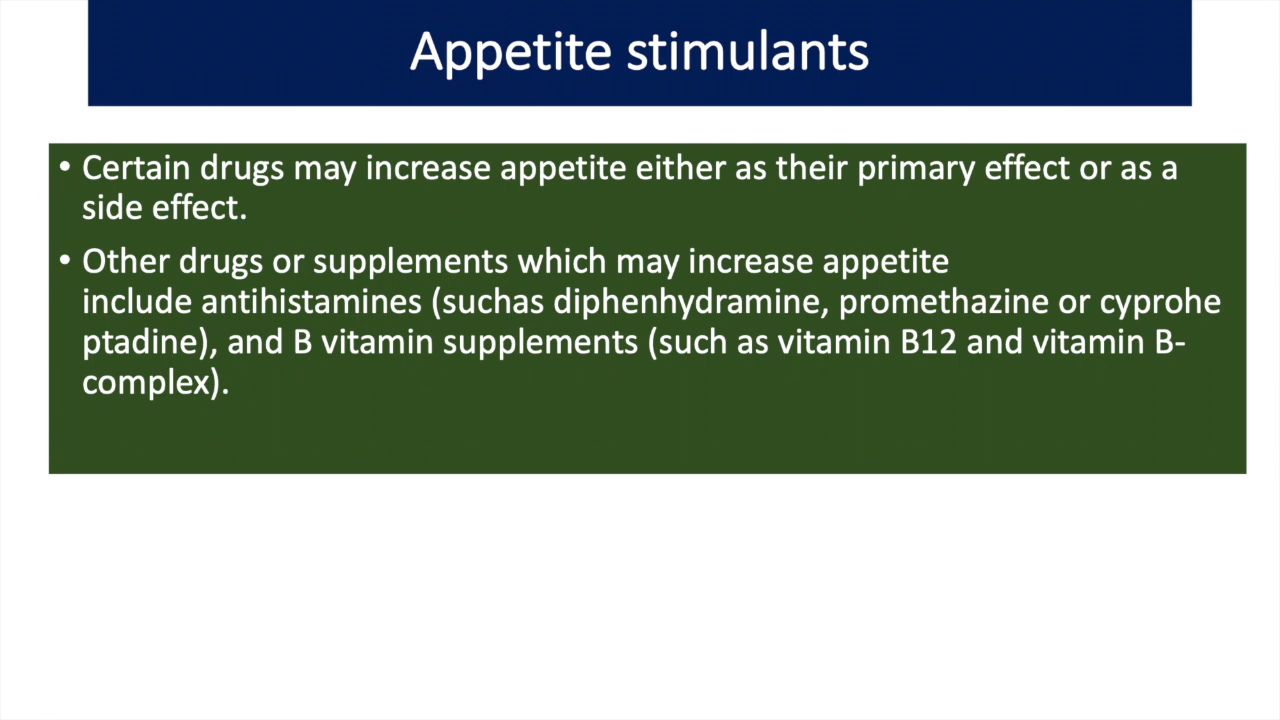 Appetite stimulants
• Certain drugs may increase appetite either as their primary effect or as a
side effect.
• Other drugs or supplements which may increase appetite
include antihistamines (suchas diphenhydramine, promethazine or cyprohe
ptadine), and B vitamin supplements (such as vitamin B12 and vitamin B-
complex).